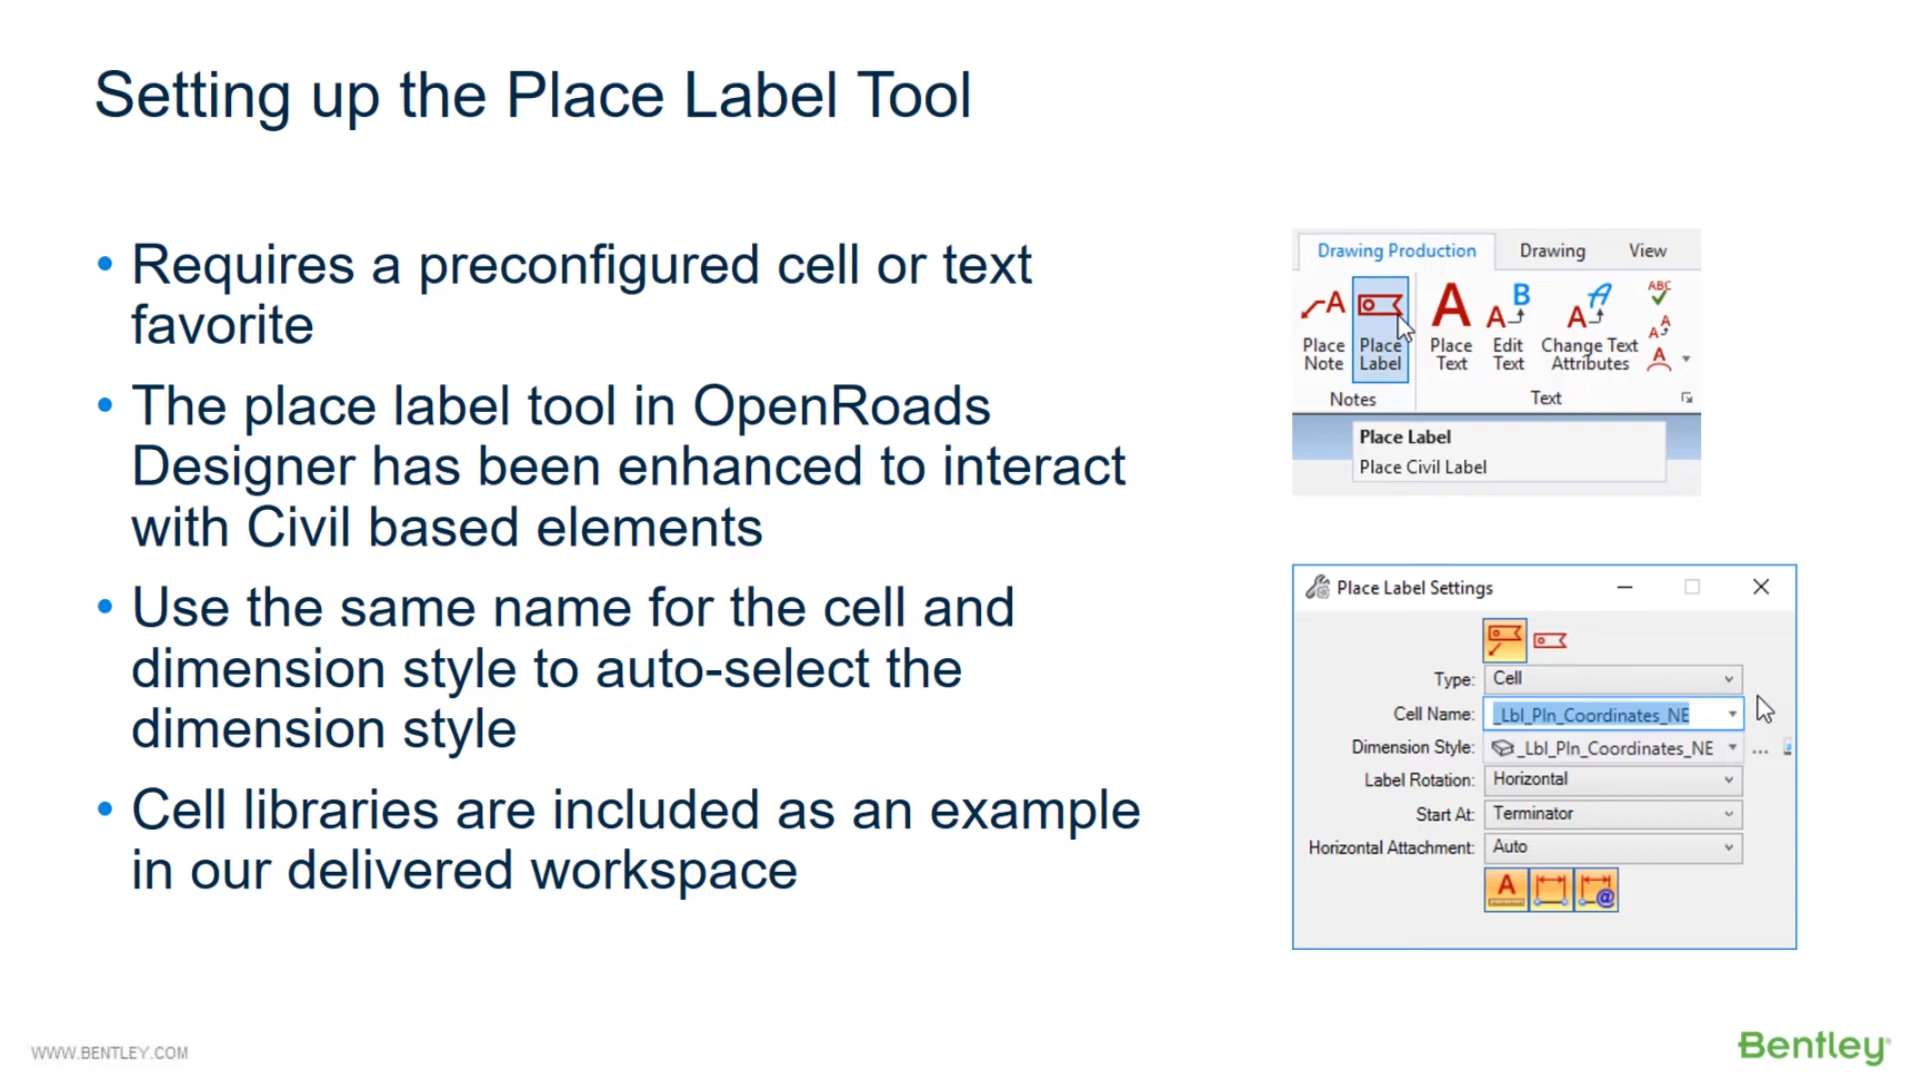 Setting up the Place Label Tool
• Requires a preconfigured cell or text
favorite
• The place label tool in OpenRoads
Designer has been enhanced to interact
with Civil based elements
• Use the same name for the cell and
dimension style to auto-select the
dimension style
• Cell libraries are included as an example
in our delivered workspace
Drawing Production Drawing View
A A B A A ABC
Place Note Place Label Place Text Edit Text Change Text Attributes
Notes Text
Place Label
Place Civil Label
Place Label Settings
Type: Cell
Cell Name: _Lbl_Pln_Coordinates_NE
Dimension Style: _Lbl_Pln_Coordinates_NE ...
Label Rotation: Horizontal
Start At: Terminator
Horizontal Attachment: Auto
A @
WWW.BENTLEY.COM
Bentley